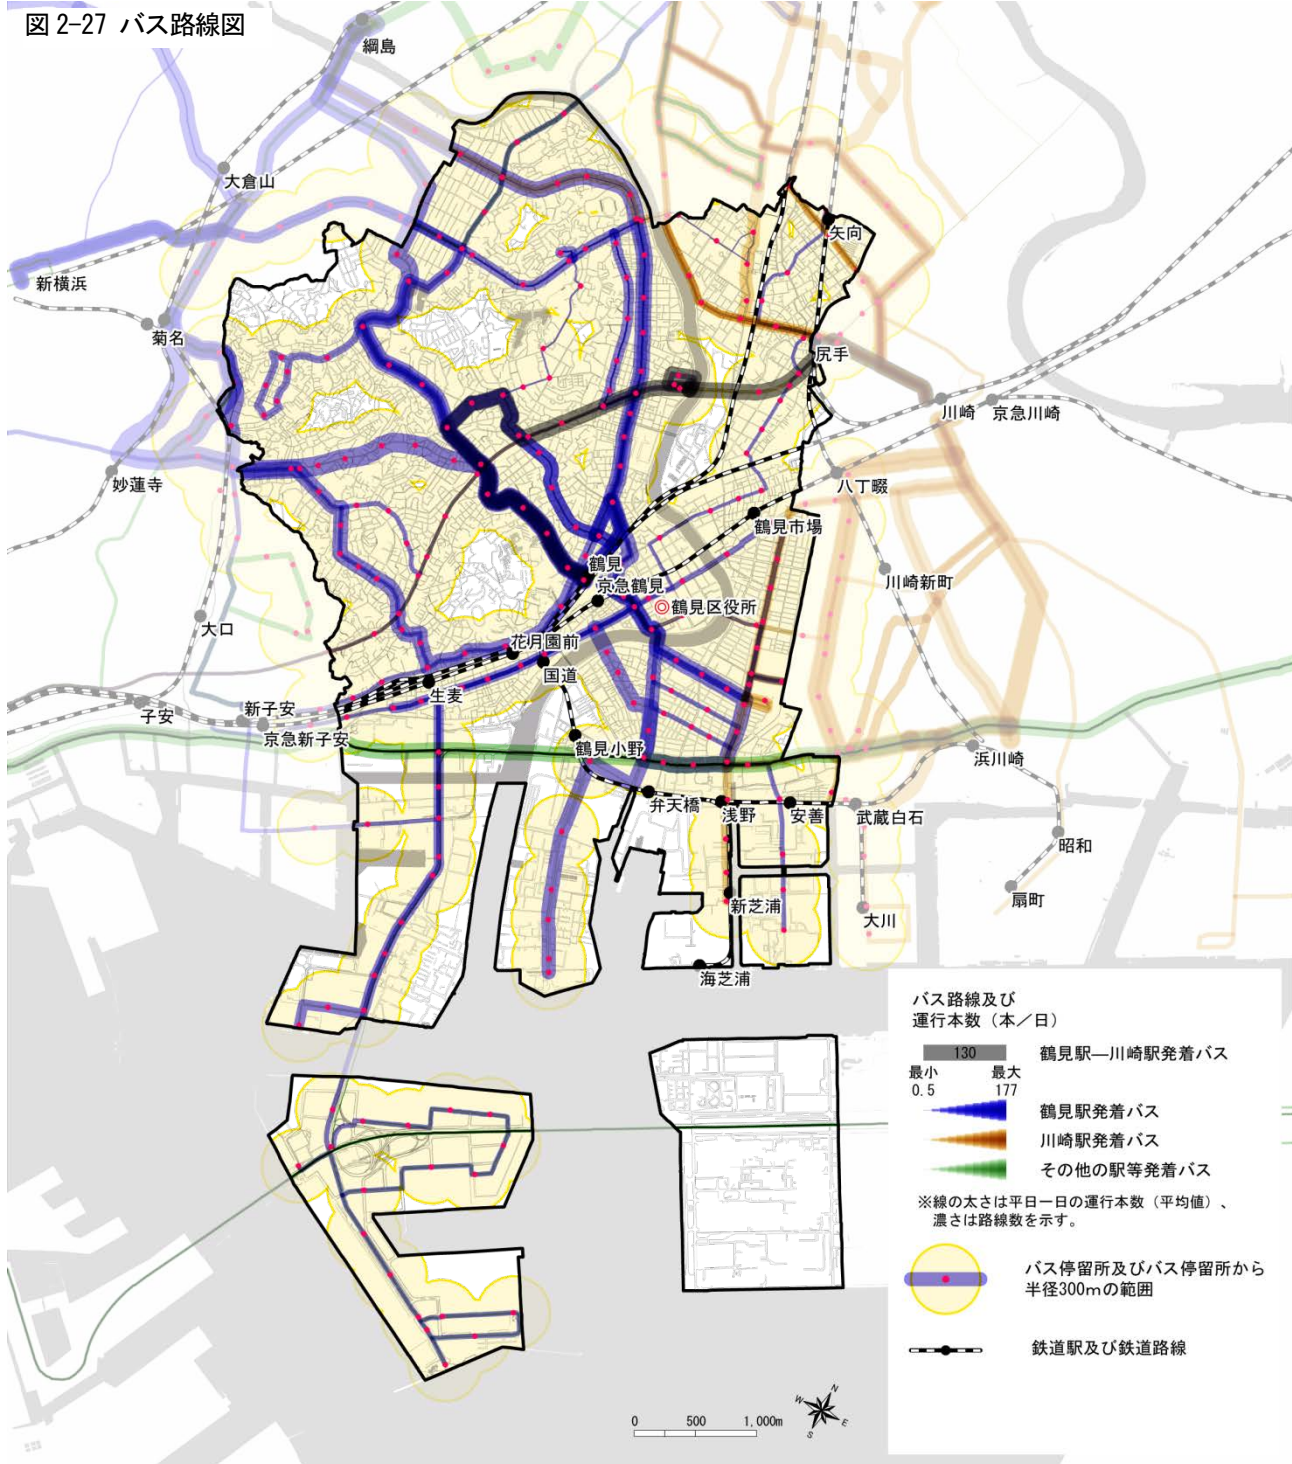 図 2-27 バス路線図
綱島
大倉山
矢向
新横浜
菊名
尻手
川崎
京急川崎
妙蓮寺
八丁畷
鶴見市場
鶴見
京急鶴見
川崎新町
鶴見区役所
大口
花月園前
国道
生麦
子安
新子安
京急新子安
鶴見小野
浜川崎
弁天橋
浅野
安善
武蔵白石
昭和
扇町
新芝浦
大川
海芝浦
バス路線及び
運行本数（本／日）
130
鶴見駅―川崎駅発着バス
最小
最大
0.5
177
鶴見駅発着バス
川崎駅発着バス
その他の駅等発着バス
※線の太さは平日一日の運行本数（平均値）、
濃さは路線数を示す。
バス停留所及びバス停留所から
半径300mの範囲
鉄道駅及び鉄道路線
N
W
E
S
0
500
1,000m